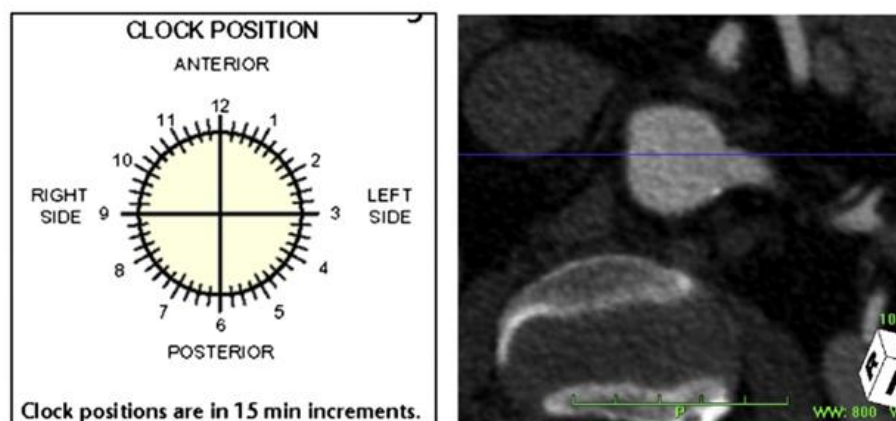 CLOCK POSITION
ANTERIOR
12
11
1
10
2
RIGHT
SIDE
9
3
LEFT
SIDE
8
4
7
5
6
POSTERIOR
Clock positions are in 15 min increments.
10
R
P
WW: 800